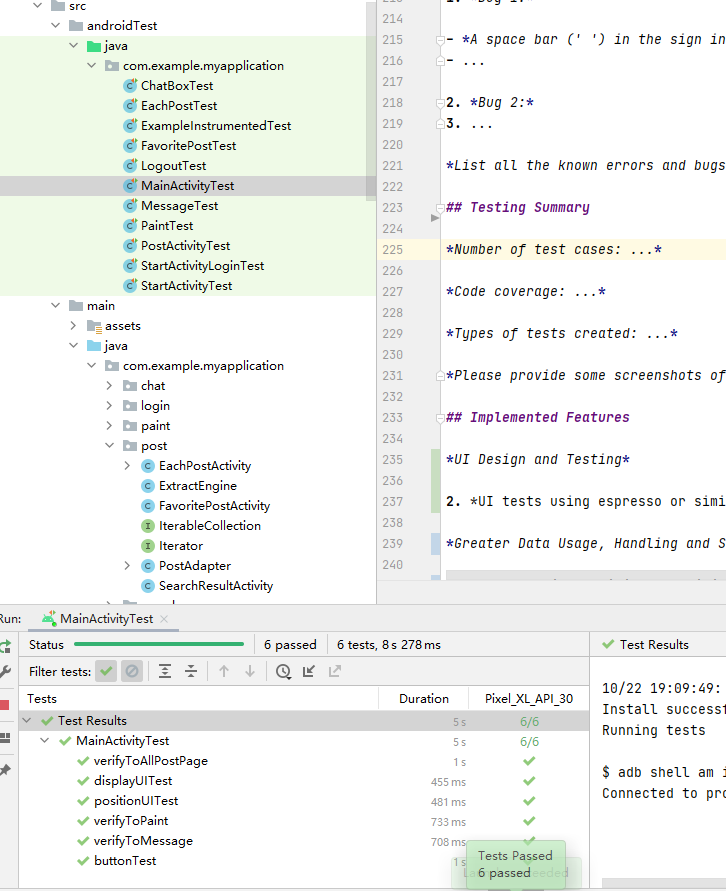 src
androidTest
java
com.example.myapplication
ChatBoxTest
EachPostTest
ExampleInstrumentedTest
FavoritePostTest
LogoutTest
MainActivityTest
MessageTest
PaintTest
PostActivityTest
StartActivityLoginTest
StartActivityTest
main
assets
java
com.example.myapplication
chat
login
paint
post
EachPostActivity
ExtractEngine
FavoritePostActivity
IterableCollection
Iterator
PostAdapter
SearchResultActivity
214
215 - *A space bar (' ') in the sign in
216 - ...
217
218 2. *Bug 2:*
219 3. ...
220
221 *List all the known errors and bugs
222
223 ## Testing Summary
224
225 *Number of test cases: ...*
226
227 *Code coverage: ...*
228
229 *Types of tests created: ...*
230
231 *Please provide some screenshots of
232
233 ## Implemented Features
234
235 *UI Design and Testing*
236
237 2. *UI tests using espresso or simi
238
239 *Greater Data Usage, Handling and S
240
Run: MainActivityTest
Status 6 passed 6 tests, 8 s 278 ms
Filter tests:
Tests Duration Pixel_XL_API_30
Test Results 5 s 6/6
MainActivityTest 5 s 6/6
verifyToAllPostPage 1 s
displayUITest 455 ms
positionUITest 481 ms
verifyToPaint 733 ms
verifyToMessage 708 ms
buttonTest 1 s
Tests Passed
6 passed
Test Results
10/22 19:09:49:
Install successf
Running tests
$ adb shell am i
Connected to pro